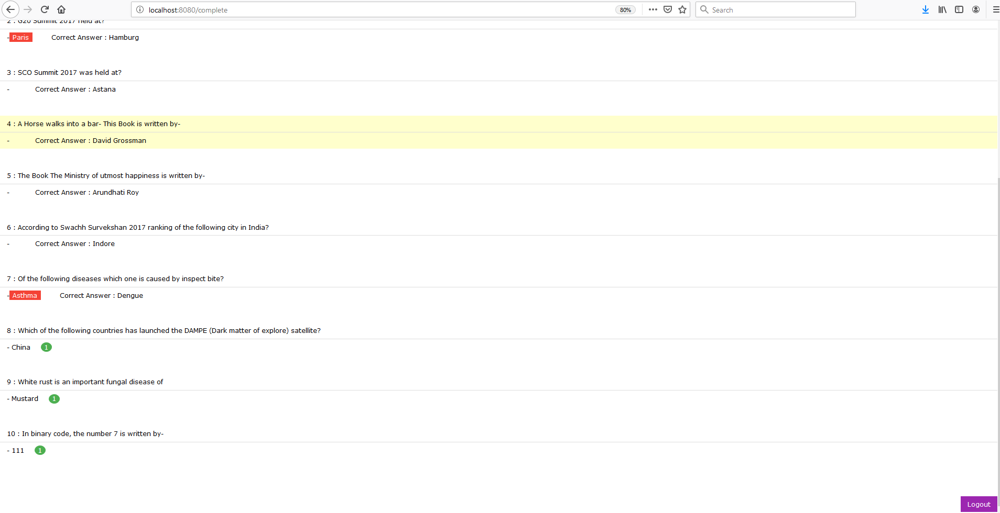 localhost:8080/complete
80%
Search
2 : G20 Summit 2017 held at?
- Paris Correct Answer : Hamburg
3 : SCO Summit 2017 was held at?
- Correct Answer : Astana
4 : A Horse walks into a bar- This Book is written by-
- Correct Answer : David Grossman
5 : The Book The Ministry of utmost happiness is written by-
- Correct Answer : Arundhati Roy
6 : According to Swachh Survekshan 2017 ranking of the following city in India?
- Correct Answer : Indore
7 : Of the following diseases which one is caused by inspect bite?
- Asthma Correct Answer : Dengue
8 : Which of the following countries has launched the DAMPE (Dark matter of explore) satellite?
- China 1
9 : White rust is an important fungal disease of
- Mustard 1
10 : In binary code, the number 7 is written by-
- 111 1
Logout